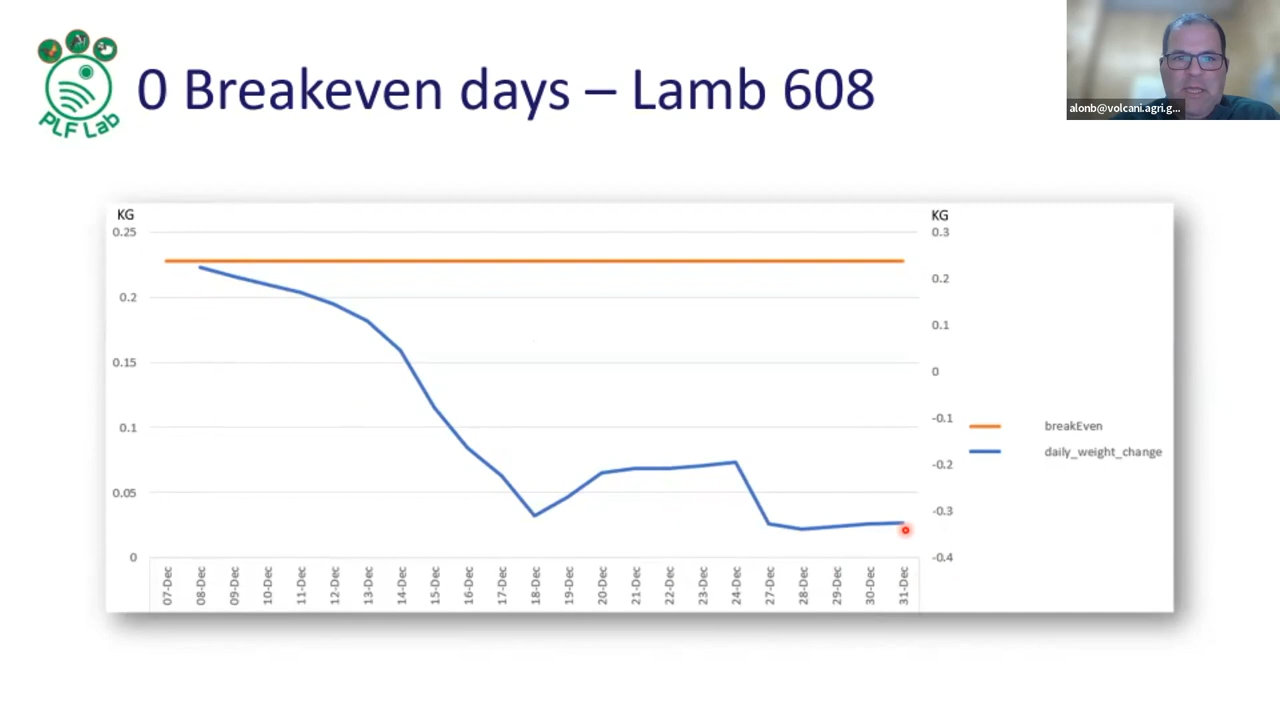 PLF Lab
0 Breakeven days – Lamb 608
alonb@volcani.agri.g...
KG
KG
0.25
0.2
0.15
0.1
0.05
0
0.3
0.2
0.1
0
-0.1
-0.2
-0.3
-0.4
breakEven
daily_weight_change
07-Dec
08-Dec
09-Dec
10-Dec
11-Dec
12-Dec
13-Dec
14-Dec
15-Dec
16-Dec
17-Dec
18-Dec
19-Dec
20-Dec
21-Dec
22-Dec
23-Dec
24-Dec
27-Dec
28-Dec
29-Dec
30-Dec
31-Dec